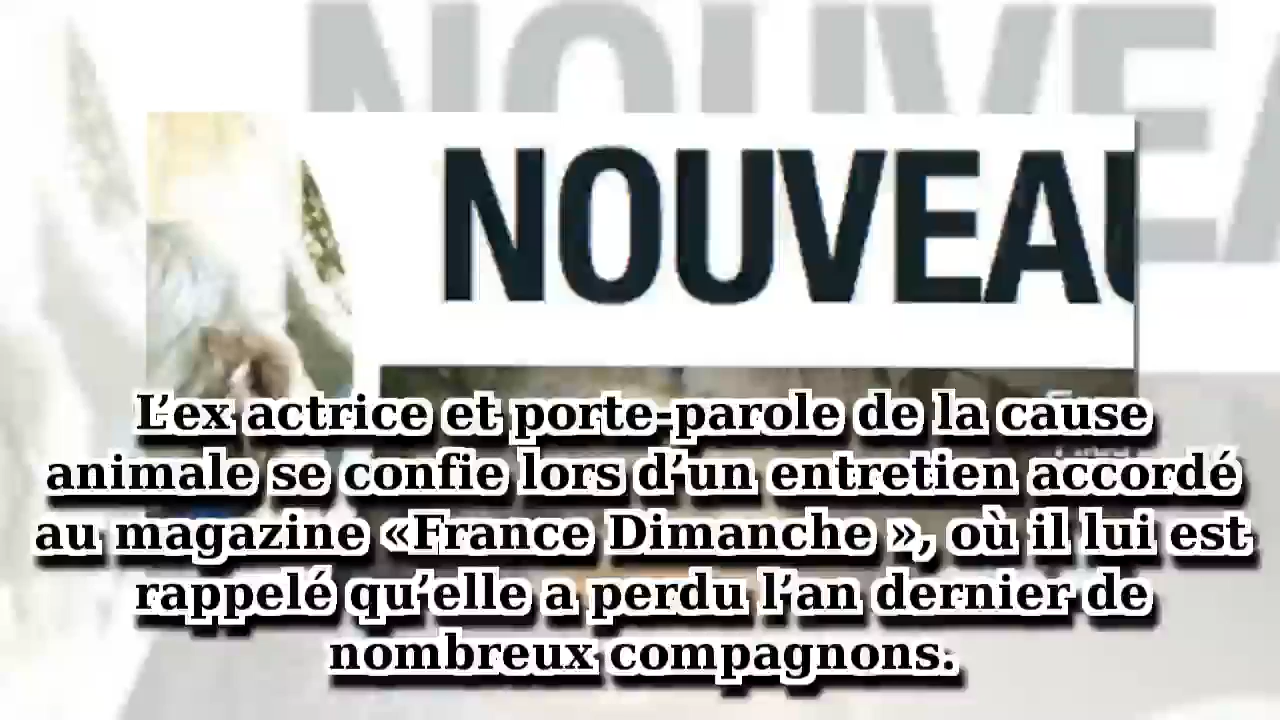 NOUVEAU
NOUVEAU
L’ex actrice et porte-parole de la cause
animale se confie lors d’un entretien accordé
au magazine «France Dimanche », où il lui est
rappelé qu’elle a perdu l’an dernier de
nombreux compagnons.